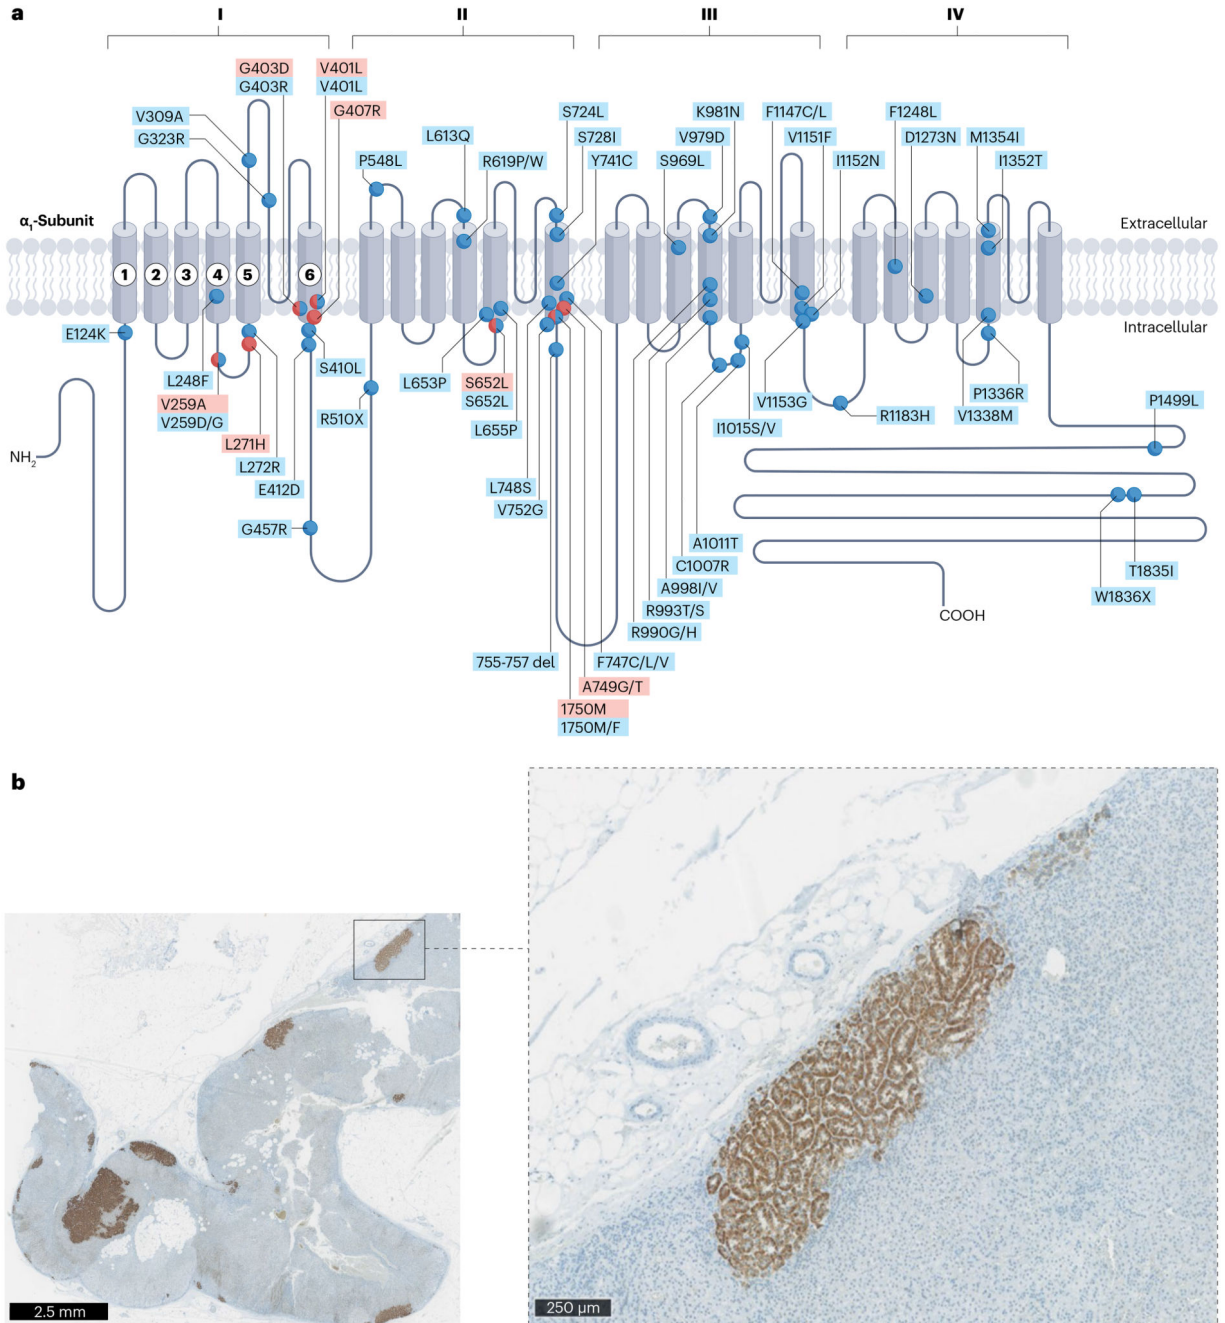 a
I
II
III
IV
G403D
G403R
V401L
V401L
G407R
V309A
G323R
P548L
L613Q
R619P/W
S724L
S728I
Y741C
K981N
V979D
S969L
F1147C/L
V1151F
I1152N
F1248L
D1273N
M1354I
I1352T
α1-Subunit
Extracellular
1
2
3
4
5
6
Intracellular
E124K
L248F
V259A
V259D/G
L271H
L272R
E412D
S410L
R510X
G457R
NH2
L653P
S652L
S652L
L655P
L748S
V752G
V1153G
I1015S/V
R1183H
P1336R
V1338M
P1499L
A1011T
C1007R
A998I/V
R993T/S
R990G/H
T1835I
W1836X
COOH
755-757 del
F747C/L/V
A749G/T
1750M
1750M/F
b
2.5 mm
250 µm